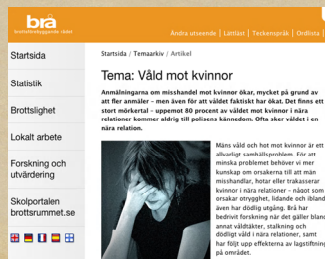 brå
brottsförebyggande rådet
Ändra utseende | Lättläst | Teckenspråk | Ordlista |
Startsida
Statistik
Brottslighet
Lokalt arbete
Forskning och
utvärdering
Skolportalen
brottsrummet.se
Startsida / Temaarkiv / Artikel
Tema: Våld mot kvinnor
Anmälningarna om misshandel mot kvinnor ökar, mycket på grund av
att fler anmäler – men även för att våldet faktiskt har ökat. Det finns ett
stort mörkertal – uppemot 80 procent av våldet mot kvinnor i nära
relationer kommer aldrig till polisens kännedom. Ofta sker våldet i en
nära relation.
Mäns våld och hot mot kvinnor är ett
allvarligt samhällsproblem. För att
minska problemet behöver vi mer
kunskap om orsakerna till att män
misshandlar, hotar eller trakasserar
kvinnor i nära relationer – något som
orsakar otrygghet, lidande och ibland
även har dödlig utgång. Brå har
bedrivit forskning när det gäller bland
annat våldtäkter, stalkning och
dödligt våld i nära relationer, samt
har följt upp effekterna av lagstiftning
på området.